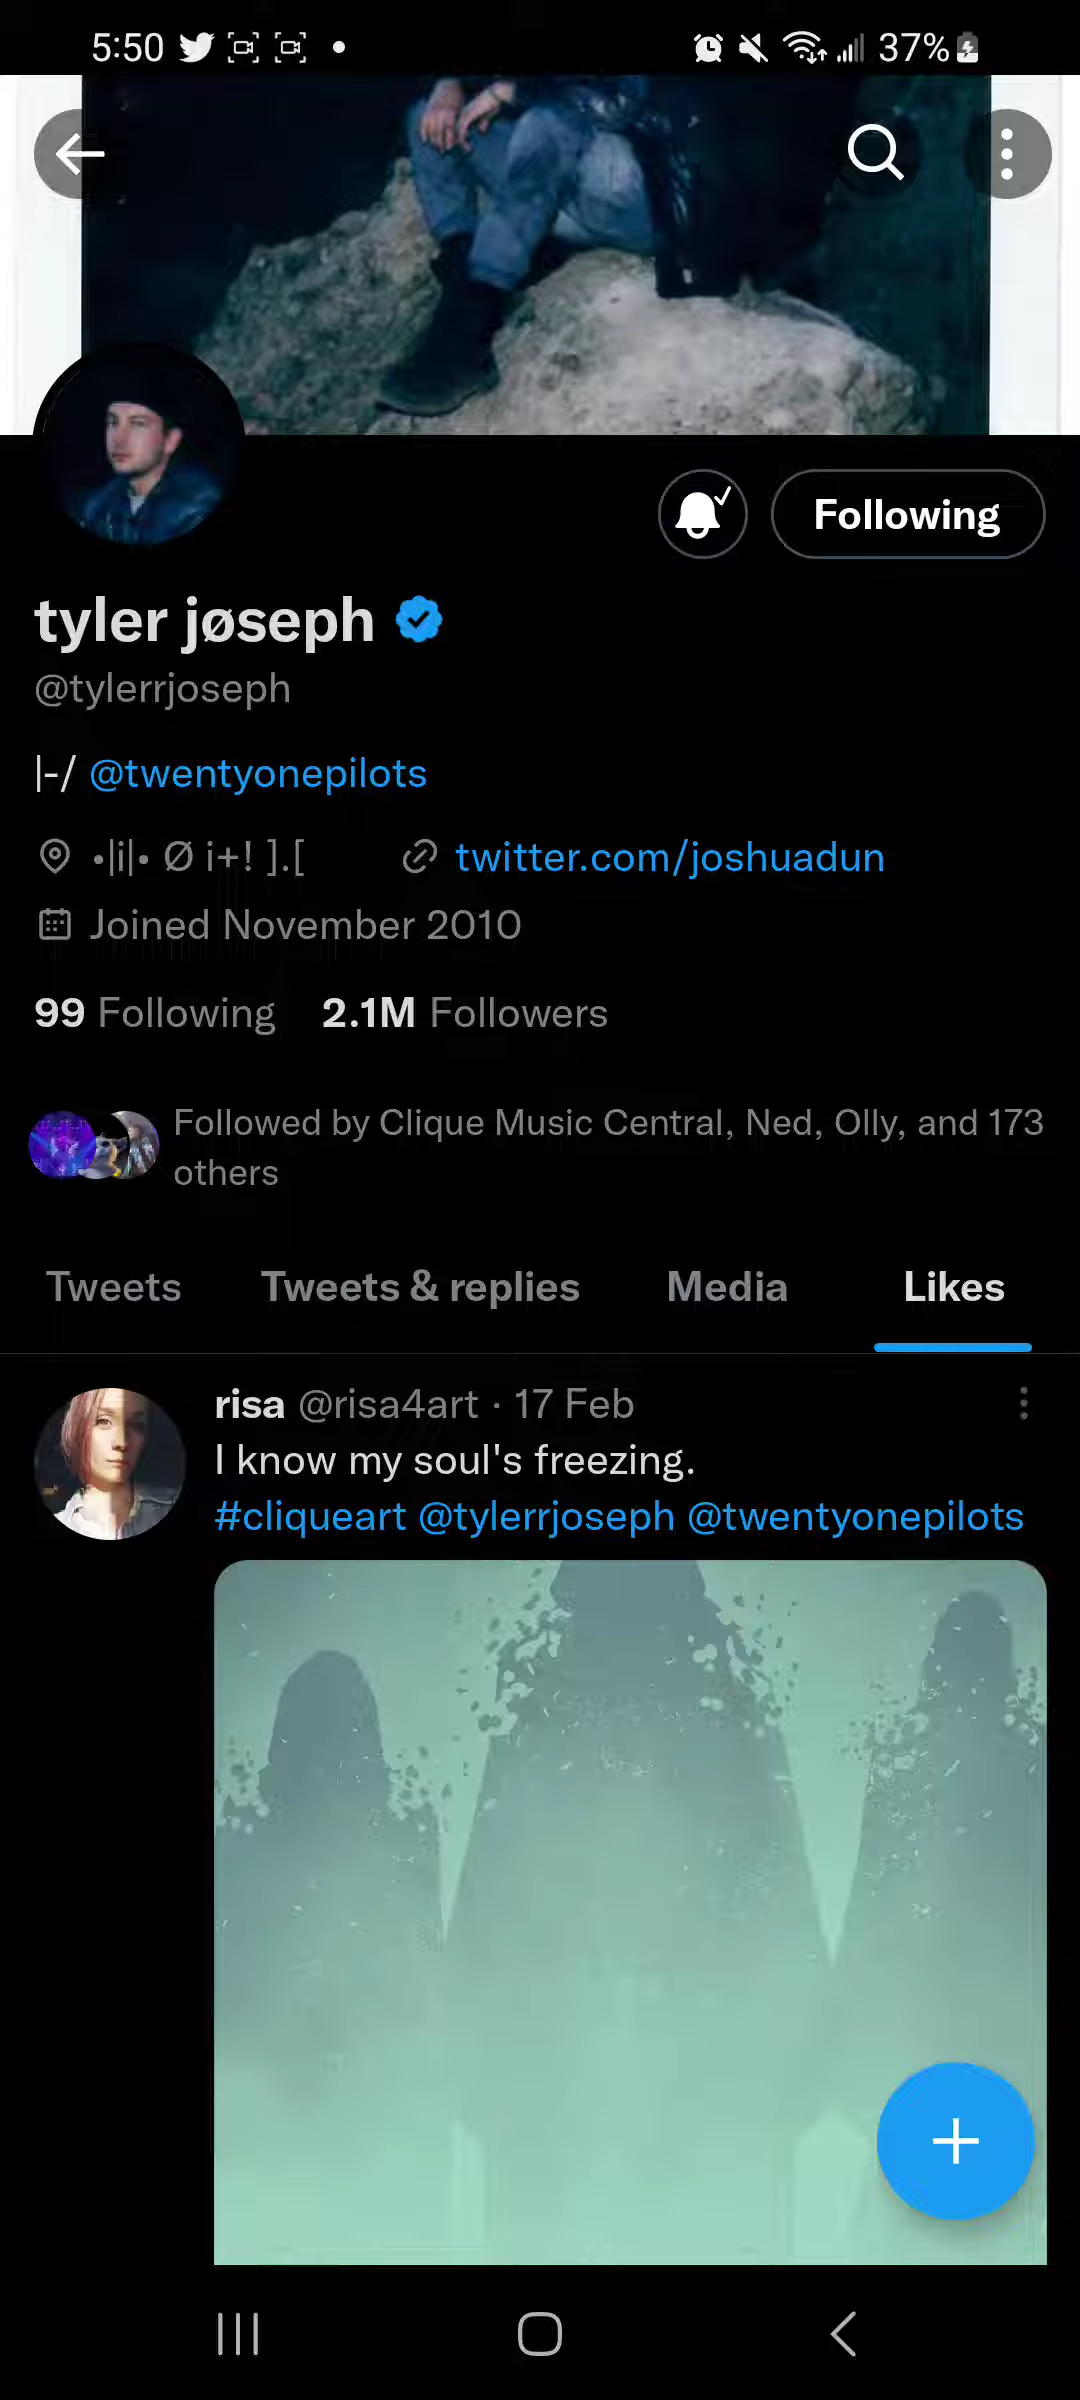 5:50 37%
Following
tyler jøseph
@tylerrjoseph
|-/ @twentyonepilots
•|i|• Ø i+! ].[ twitter.com/joshuadun
Joined November 2010
99 Following 2.1M Followers
Followed by Clique Music Central, Ned, Olly, and 173
others
Tweets Tweets & replies Media Likes
risa @risa4art · 17 Feb
I know my soul's freezing.
#cliqueart @tylerrjoseph @twentyonepilots